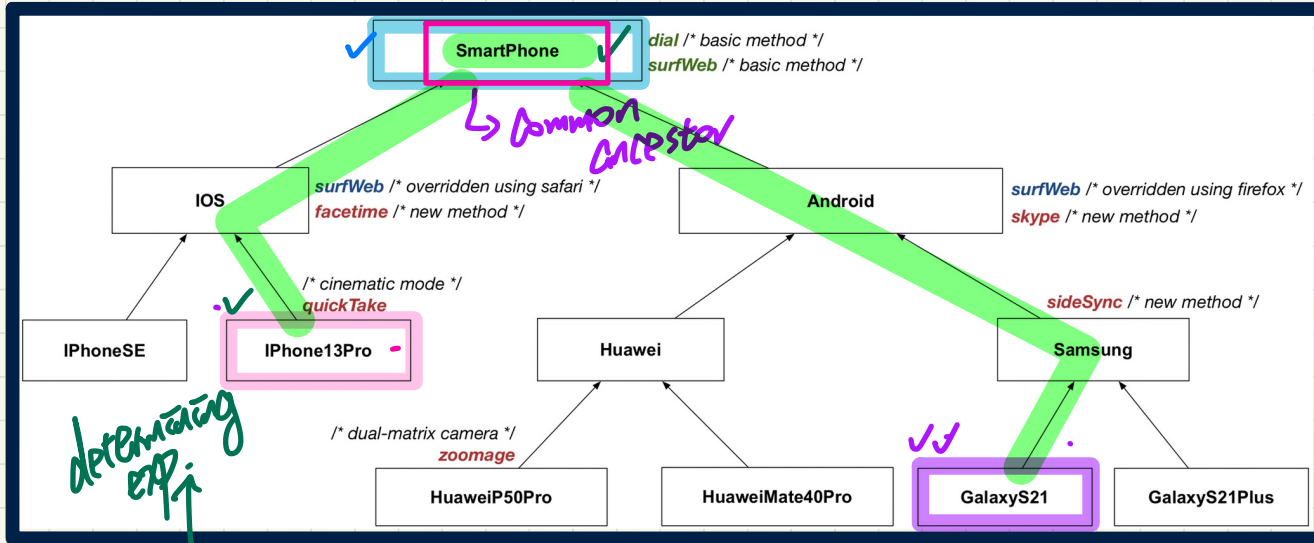 SmartPhone
dial /* basic method */
surfWeb /* basic method */
↳ Common
ancestor
IOS
surfWeb /* overridden using safari */
facetime /* new method */
Android
surfWeb /* overridden using firefox */
skype /* new method */
/* cinematic mode */
quickTake
sideSync /* new method */
IPhoneSE
IPhone13Pro
Huawei
Samsung
determining
exp.
/* dual-matrix camera */
zoomage
HuaweiP50Pro
HuaweiMate40Pro
GalaxyS21
GalaxyS21Plus